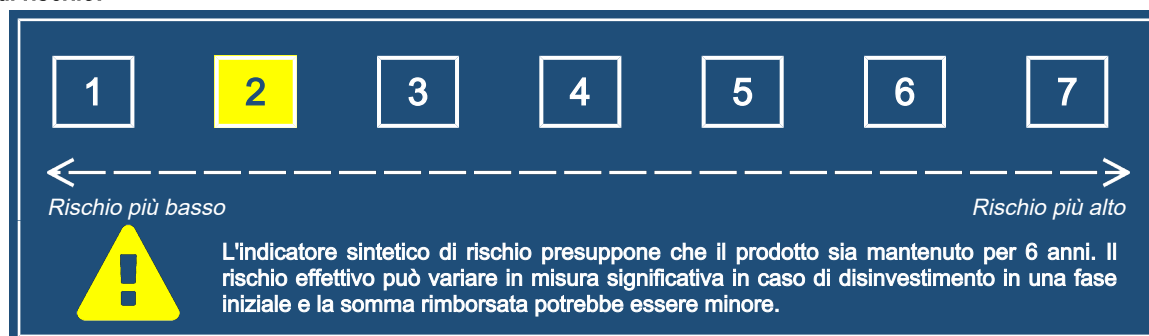 1 2 3 4 5 6 7
Rischio più basso Rischio più alto
L'indicatore sintetico di rischio presuppone che il prodotto sia mantenuto per 6 anni. Il
rischio effettivo può variare in misura significativa in caso di disinvestimento in una fase
iniziale e la somma rimborsata potrebbe essere minore.